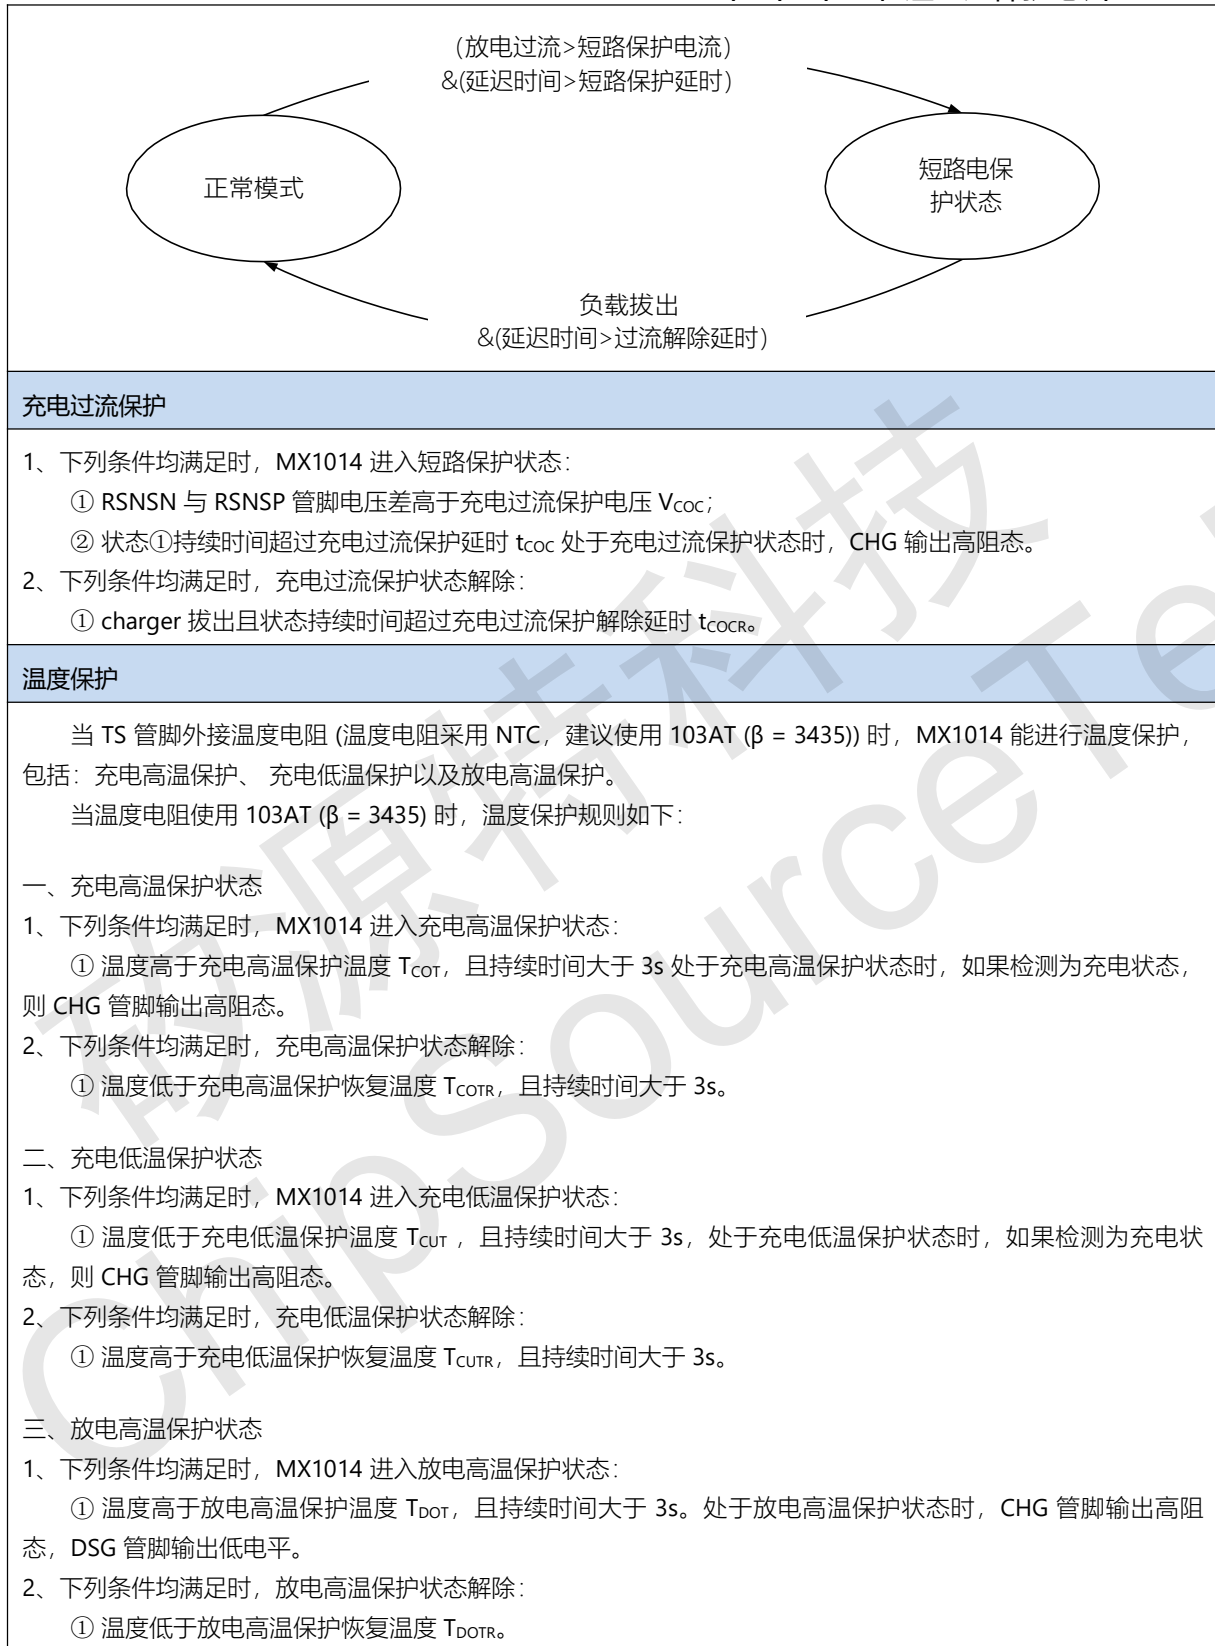 (放电过流>短路保护电流)
&(延迟时间>短路保护延时)
正常模式
短路电保
护状态
负载拔出
&(延迟时间>过流解除延时)
充电过流保护
1、下列条件均满足时，MX1014 进入短路保护状态：
① RSNSN 与 RSNSP 管脚电压差高于充电过流保护电压 VCOC；
② 状态①持续时间超过充电过流保护延时 tCOC 处于充电过流保护状态时，CHG 输出高阻态。
2、下列条件均满足时，充电过流保护状态解除：
① charger 拔出且状态持续时间超过充电过流保护解除延时 tCOCR。
温度保护
当 TS 管脚外接温度电阻 (温度电阻采用 NTC，建议使用 103AT (β = 3435)) 时，MX1014 能进行温度保护，
包括：充电高温保护、 充电低温保护以及放电高温保护。
当温度电阻使用 103AT (β = 3435) 时，温度保护规则如下：
一、充电高温保护状态
1、下列条件均满足时，MX1014 进入充电高温保护状态：
① 温度高于充电高温保护温度 TCOT，且持续时间大于 3s 处于充电高温保护状态时，如果检测为充电状态，
则 CHG 管脚输出高阻态。
2、下列条件均满足时，充电高温保护状态解除：
① 温度低于充电高温保护恢复温度 TCOTR，且持续时间大于 3s。
二、充电低温保护状态
1、下列条件均满足时，MX1014 进入充电低温保护状态：
① 温度低于充电低温保护温度 TCUT ，且持续时间大于 3s，处于充电低温保护状态时，如果检测为充电状
态，则 CHG 管脚输出高阻态。
2、下列条件均满足时，充电低温保护状态解除：
① 温度高于充电低温保护恢复温度 TCUTR，且持续时间大于 3s。
三、放电高温保护状态
1、下列条件均满足时，MX1014 进入放电高温保护状态：
① 温度高于放电高温保护温度 TDOT，且持续时间大于 3s。处于放电高温保护状态时，CHG 管脚输出高阻
态，DSG 管脚输出低电平。
2、下列条件均满足时，放电高温保护状态解除：
① 温度低于放电高温保护恢复温度 TDOTR。
矽源特科技
ChipSource Te